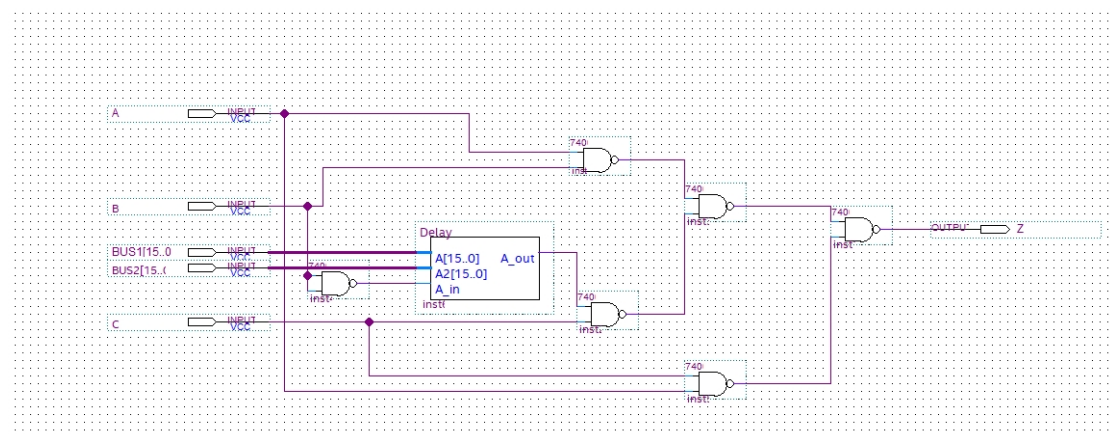 A
INPUT
VCC
740
inst
740
B
INPUT
VCC
inst
740
OUTPUT
Z
inst
Delay
BUS1[15..0
INPUT
VCC
A[15..0]
A_out
BUS2[15..(
INPUT
VCC
740
A2[15..0]
A_in
inst
inst
740
C
INPUT
VCC
inst
740
inst